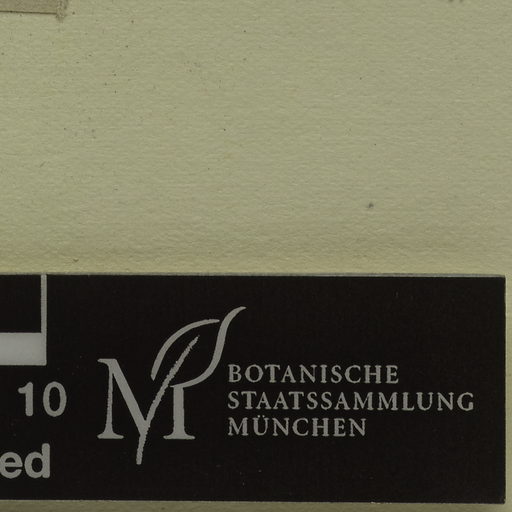 10
ed
BOTANISCHE
STAATSSAMMLUNG
MÜNCHEN